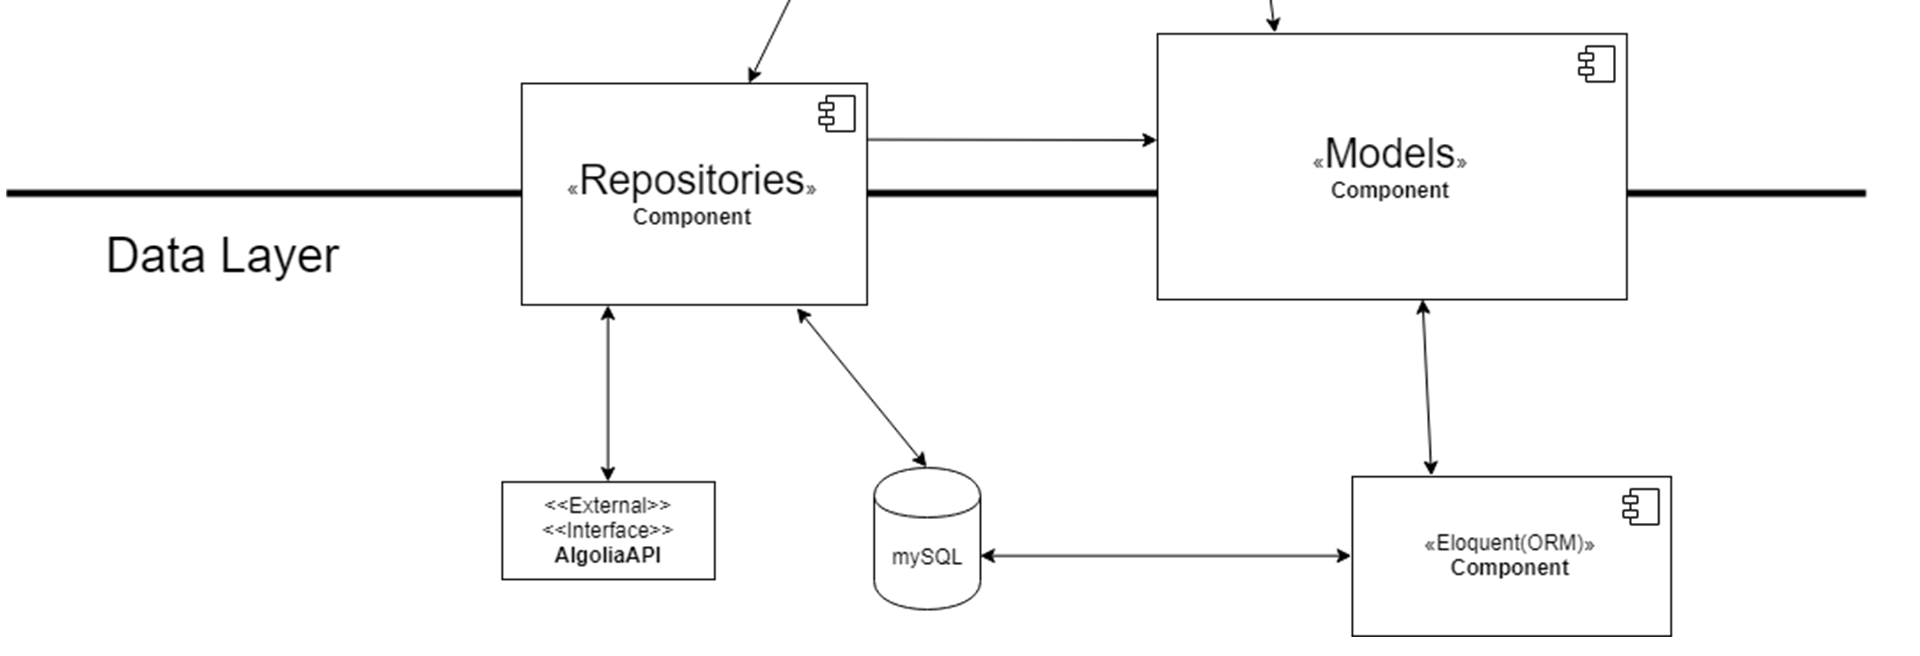 «Repositories»
Component
«Models»
Component
Data Layer
<<External>>
<<Interface>>
AlgoliaAPI
mySQL
«Eloquent(ORM)»
Component